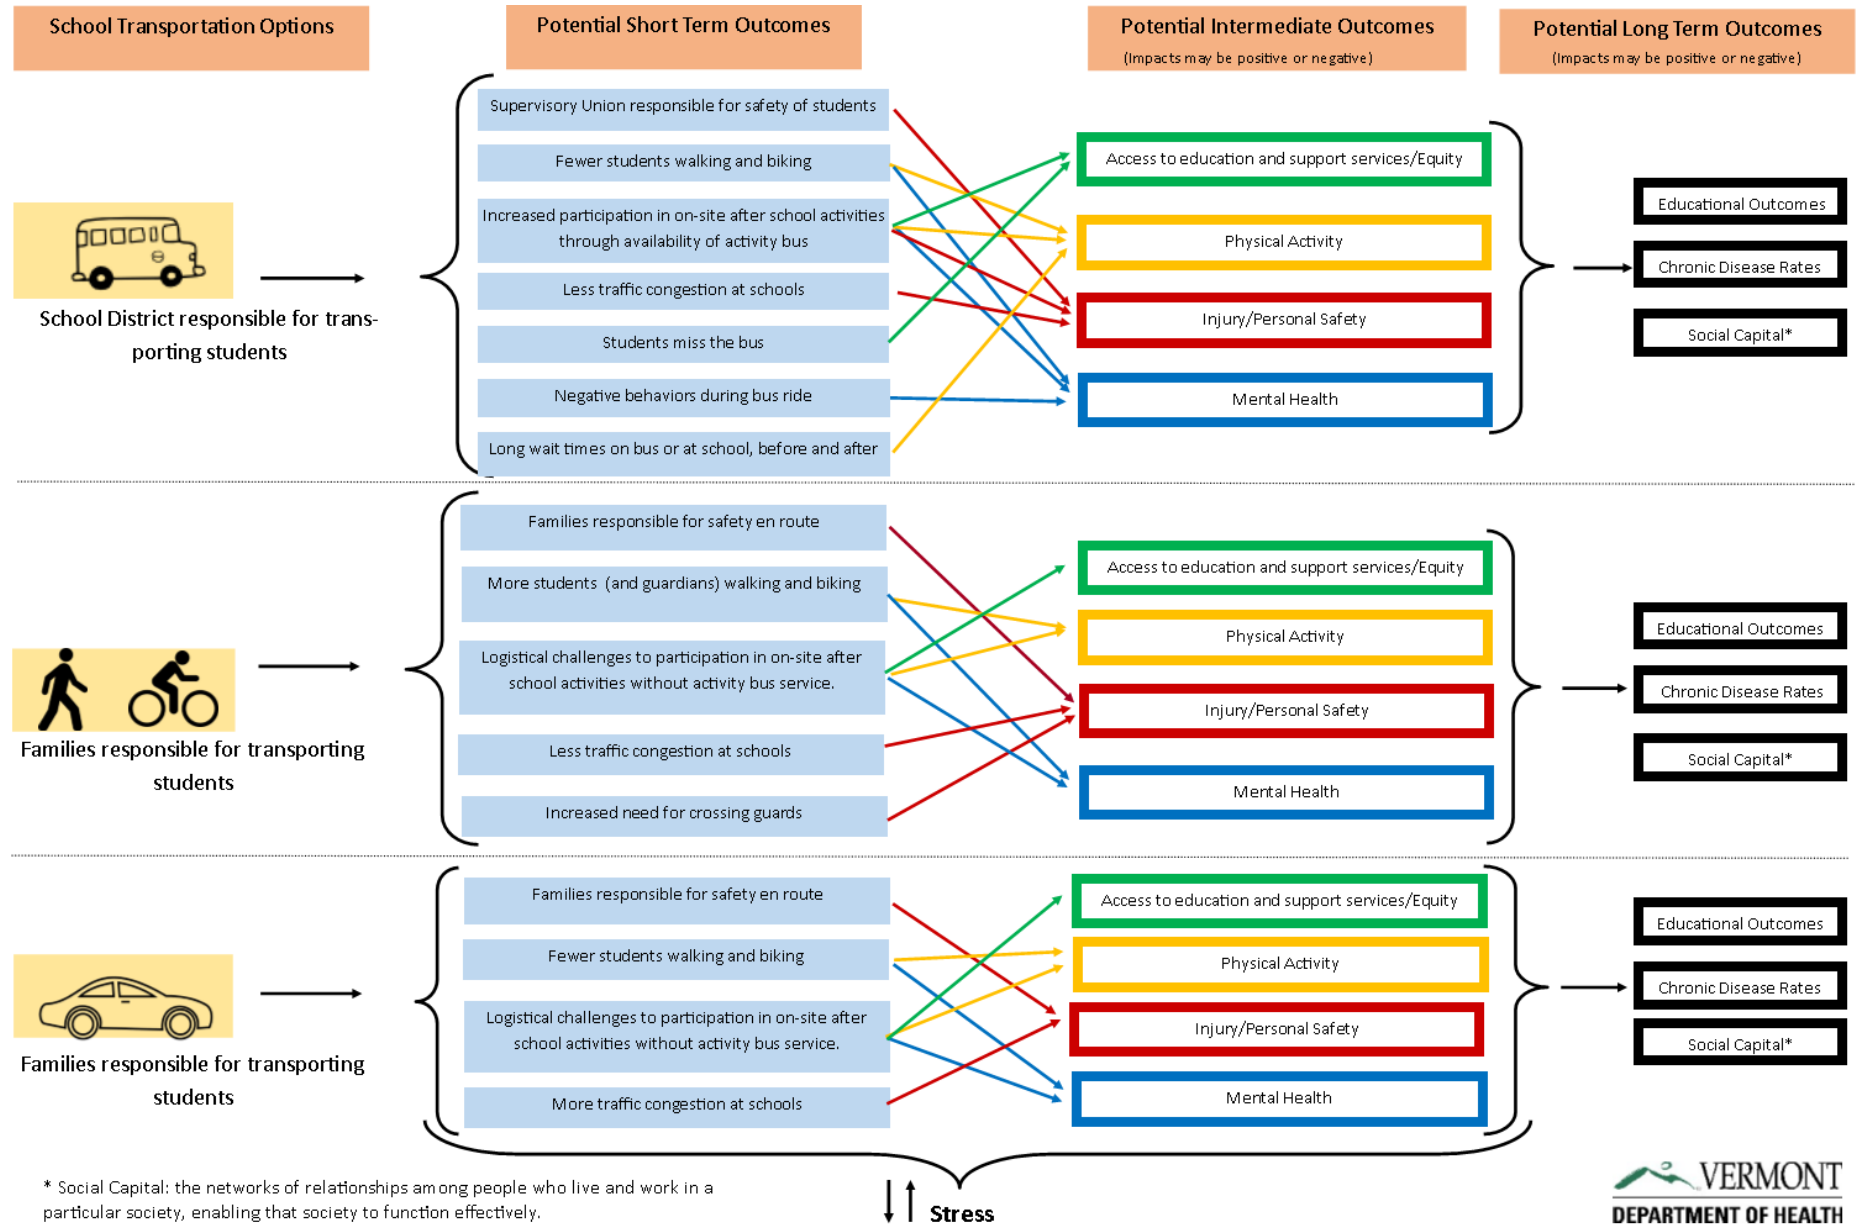 School Transportation Options
Potential Short Term Outcomes
Potential Intermediate Outcomes
(Impacts may be positive or negative)
Potential Long Term Outcomes
(Impacts may be positive or negative)
School District responsible for trans-
porting students
Supervisory Union responsible for safety of students
Fewer students walking and biking
Increased participation in on-site after school activities
through availability of activity bus
Less traffic congestion at schools
Students miss the bus
Negative behaviors during bus ride
Long wait times on bus or at school, before and after
Access to education and support services/Equity
Physical Activity
Injury/Personal Safety
Mental Health
Educational Outcomes
Chronic Disease Rates
Social Capital*
Families responsible for transporting
students
Families responsible for safety en route
More students (and guardians) walking and biking
Logistical challenges to participation in on-site after
school activities without activity bus service.
Less traffic congestion at schools
Increased need for crossing guards
Access to education and support services/Equity
Physical Activity
Injury/Personal Safety
Mental Health
Educational Outcomes
Chronic Disease Rates
Social Capital*
Families responsible for transporting
students
Families responsible for safety en route
Fewer students walking and biking
Logistical challenges to participation in on-site after
school activities without activity bus service.
More traffic congestion at schools
Access to education and support services/Equity
Physical Activity
Injury/Personal Safety
Mental Health
Educational Outcomes
Chronic Disease Rates
Social Capital*
* Social Capital: the networks of relationships among people who live and work in a
particular society, enabling that society to function effectively.
Stress
VERMONT
DEPARTMENT OF HEALTH